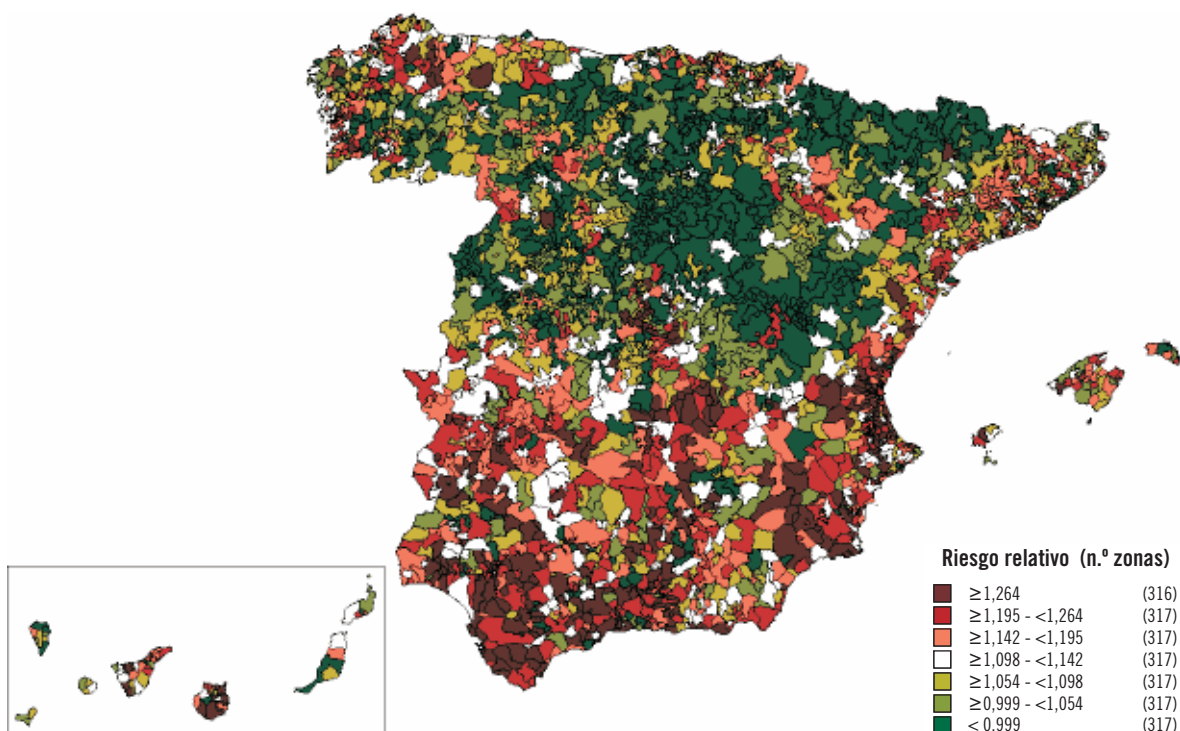 Riesgo relativo (n.º zonas)
≥1,264 (316)
≥1,195 - <1,264 (317)
≥1,142 - <1,195 (317)
≥1,098 - <1,142 (317)
≥1,054 - <1,098 (317)
≥0,999 - <1,054 (317)
< 0,999 (317)